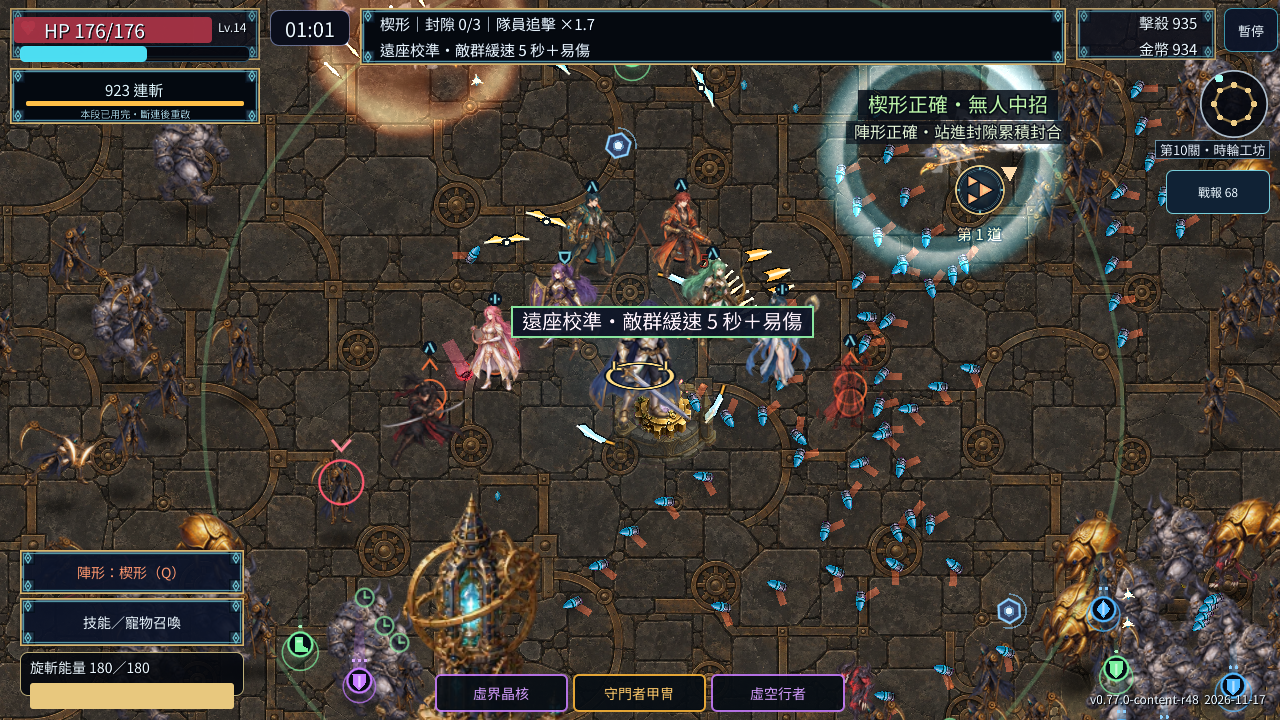 HP 176/176
Lv.14
01:01
楔形｜封隙 0/3｜隊員追擊 ×1.7
遠座校準・敵群緩速 5 秒＋易傷
擊殺 935
金幣 934
暫停
923 連斬
本段已用完・斷連後重啟
楔形正確・無人中招
陣形正確・站進封隙累積封合
第10關・時輪工坊
戰報 68
第 1 道
遠座校準・敵群緩速 5 秒＋易傷
陣形：楔形（Q）
技能／寵物召喚
旋斬能量 180／180
虛界晶核
守門者甲冑
虛空行者
v0.77.0-content-r48 2026-11-17